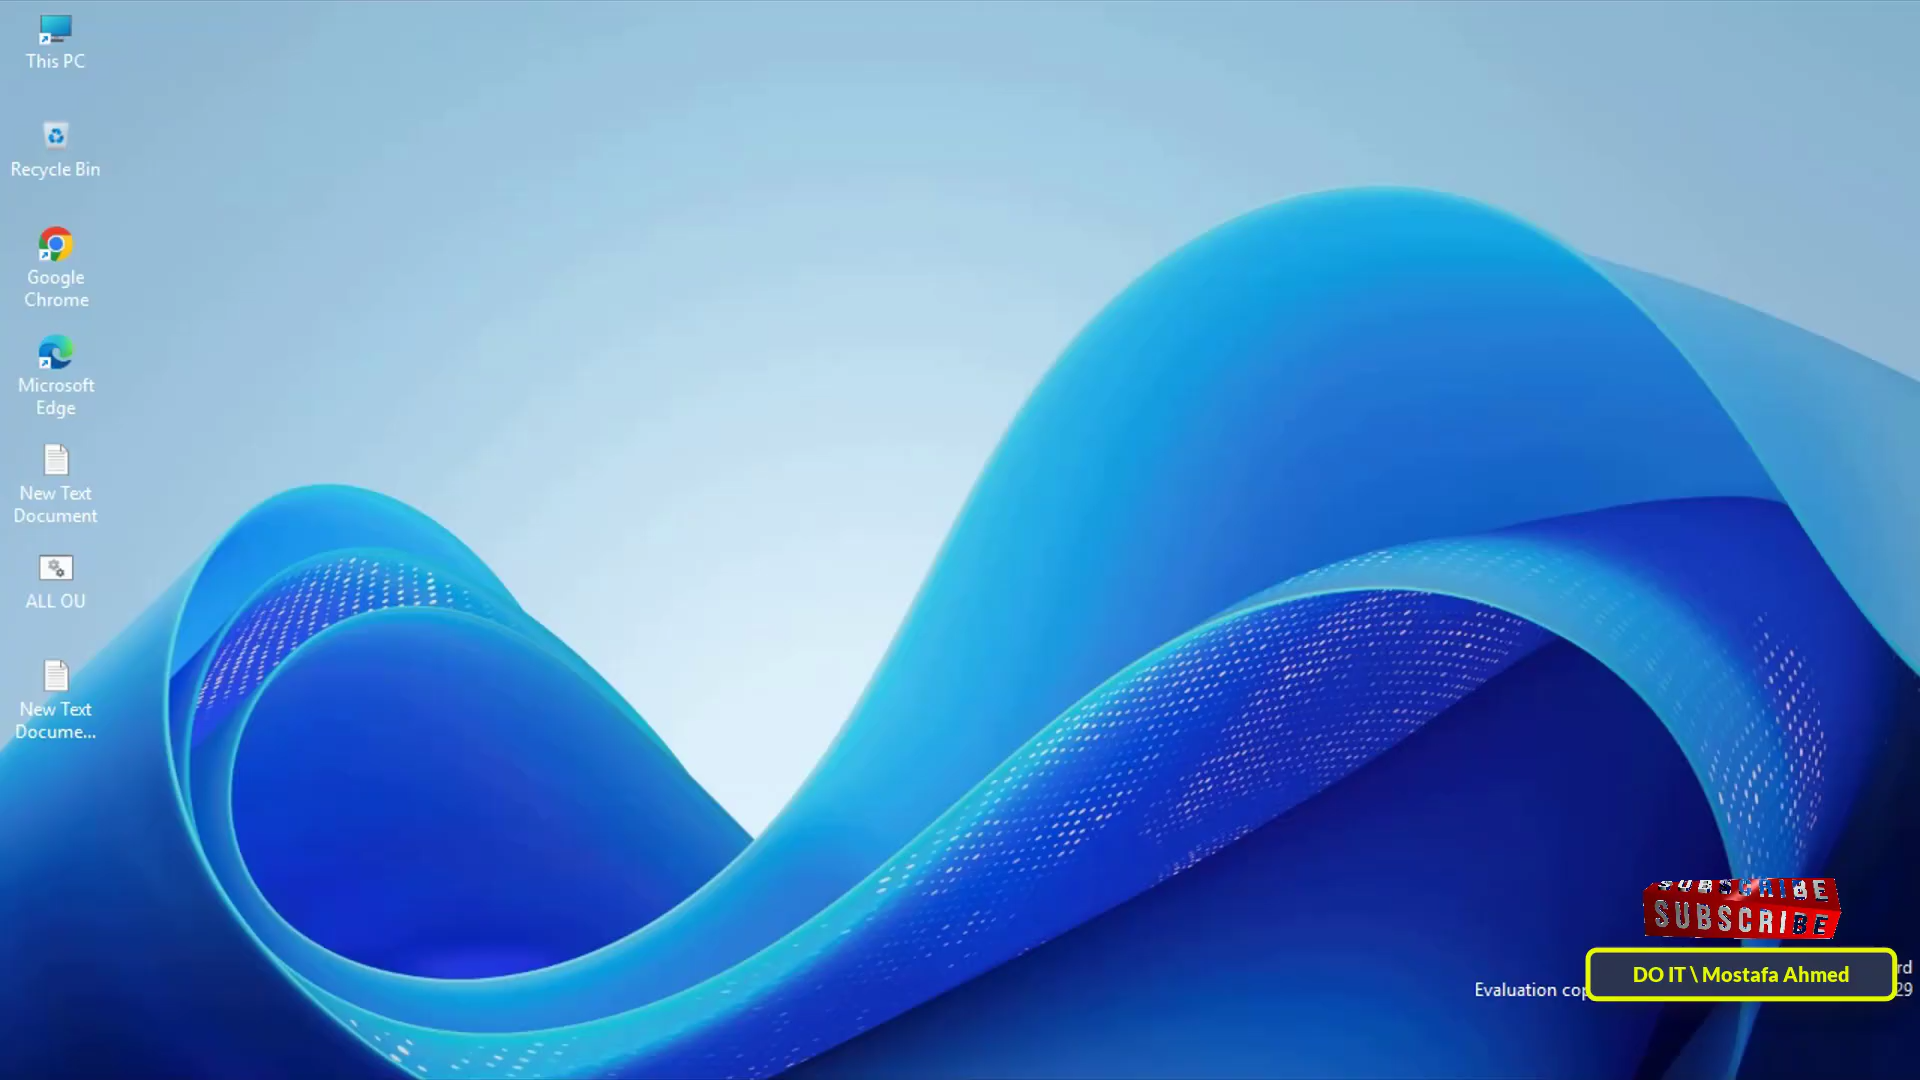 This PC
Recycle Bin
Google
Chrome
Microsoft
Edge
New Text
Document
ALL OU
New Text
Docume...
SUBSCRIBE
SUBSCRIBE
rd
DO IT \ Mostafa Ahmed
Evaluation cop
29